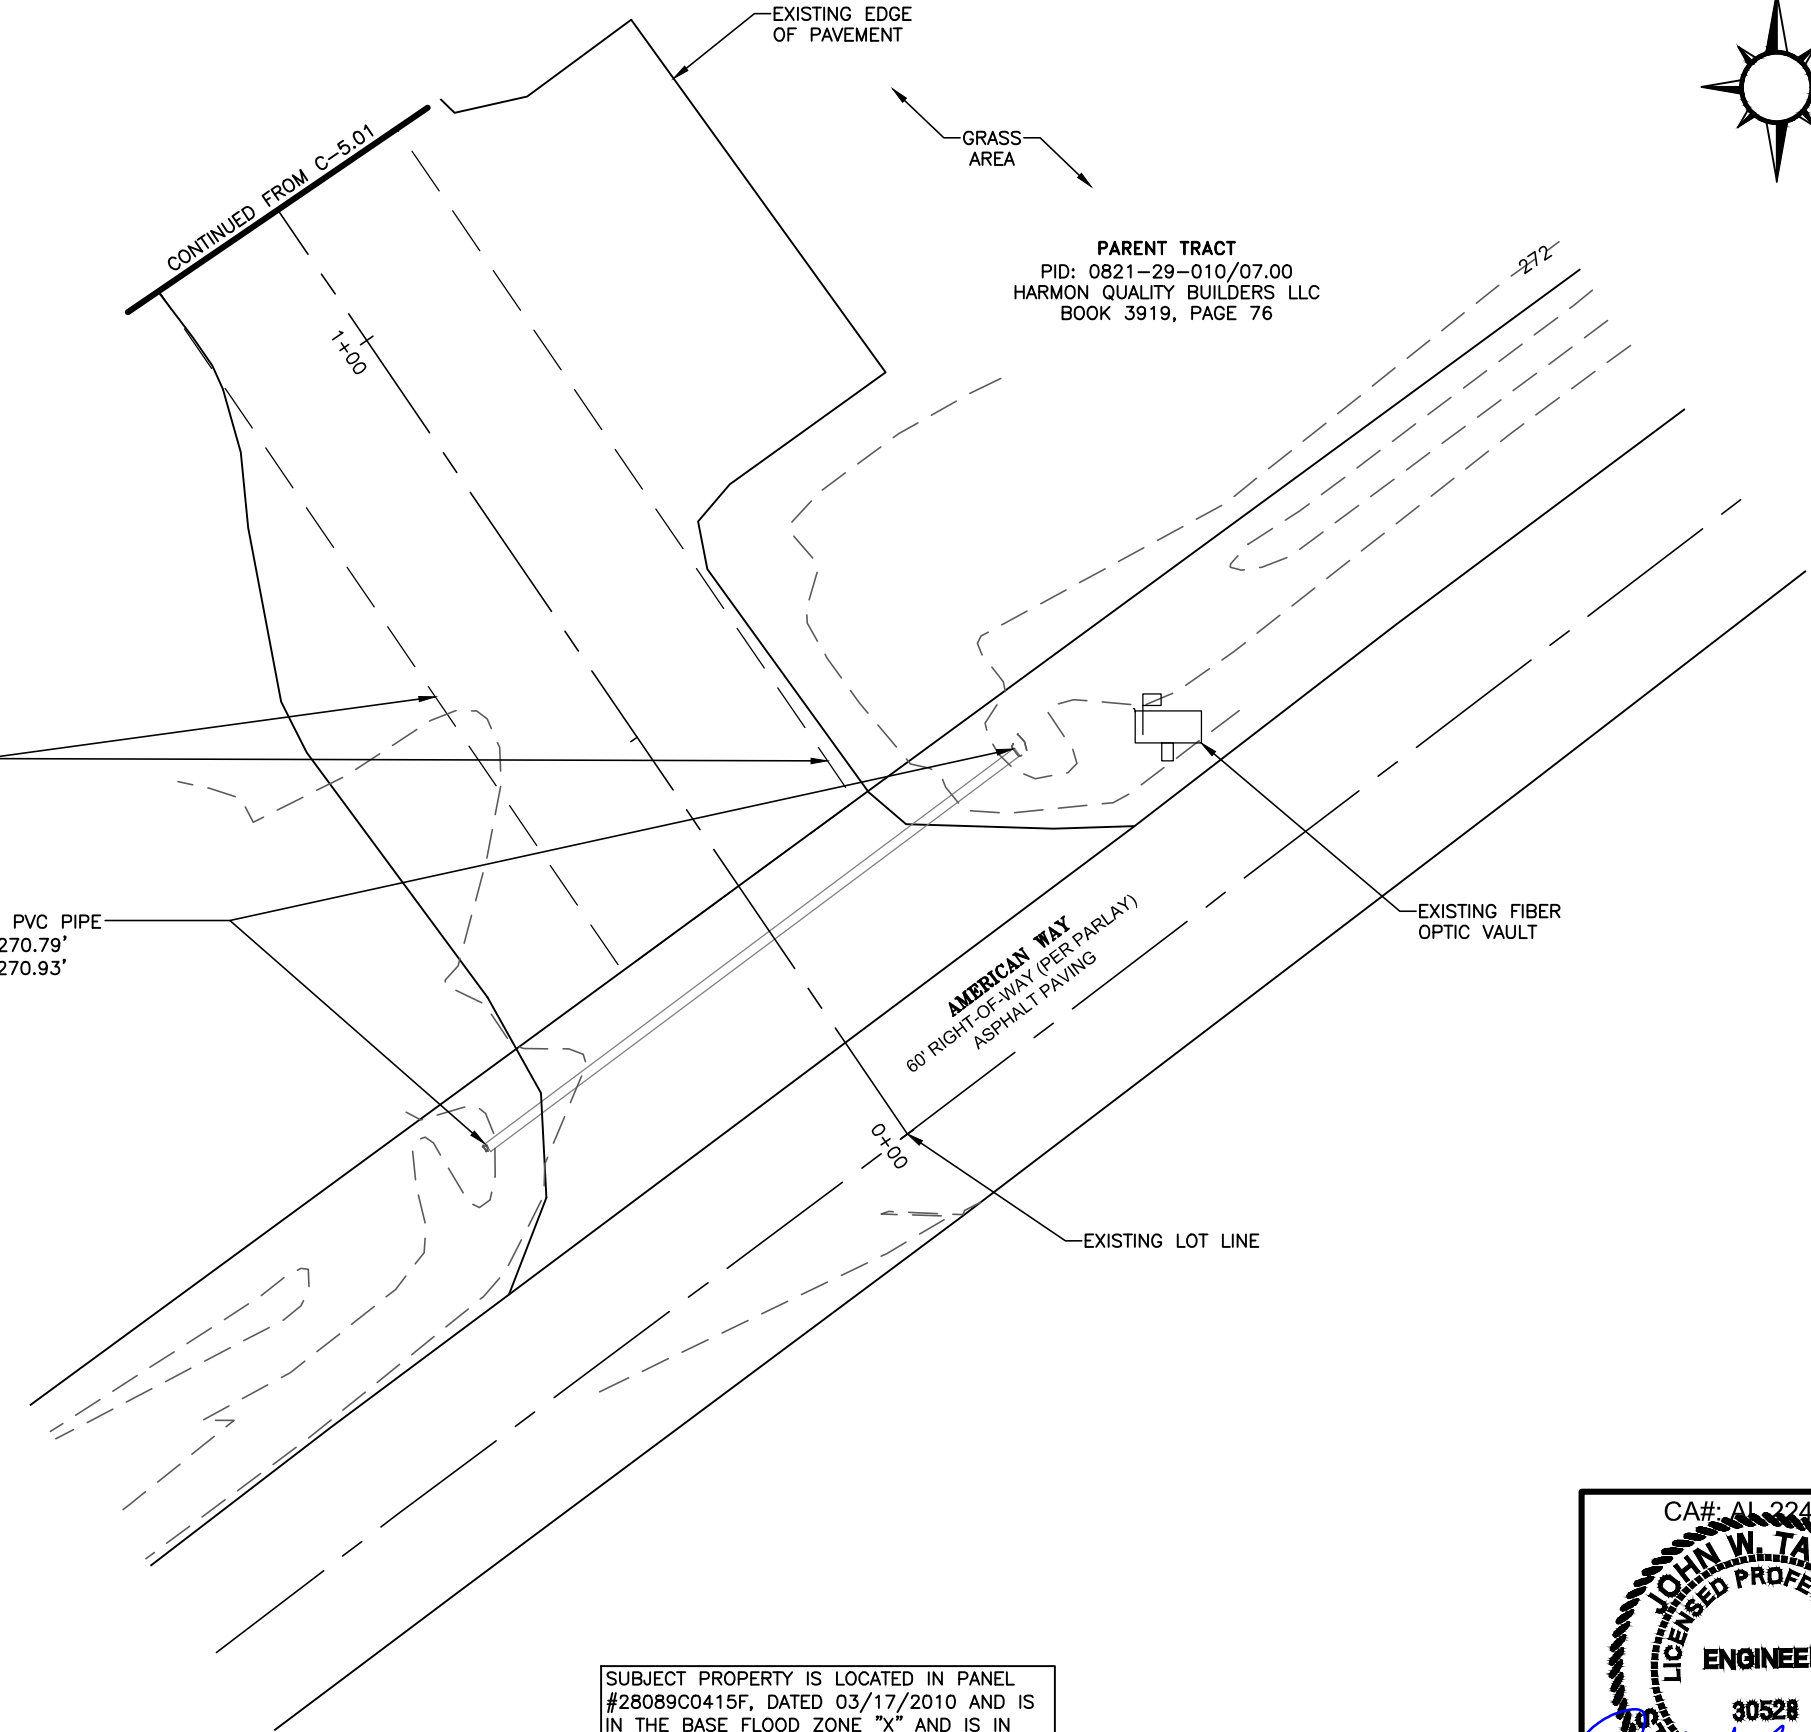 EXISTING EDGE
OF PAVEMENT
CONTINUED FROM C-5.01
GRASS
AREA
PARENT TRACT
PID: 0821-29-010/07.00
HARMON QUALITY BUILDERS LLC
BOOK 3919, PAGE 76
272
1+00
PVC PIPE
270.79'
270.93'
EXISTING FIBER
OPTIC VAULT
AMERICAN WAY
60' RIGHT-OF-WAY (PER PARLAY)
ASPHALT PAVING
0+00
EXISTING LOT LINE
SUBJECT PROPERTY IS LOCATED IN PANEL
#28089C0415F, DATED 03/17/2010 AND IS
IN THE BASE FLOOD ZONE "X" AND IS IN
CA#: AL 224
JOHN W. TA
LICENSED PROFE
ENGINEE
30528